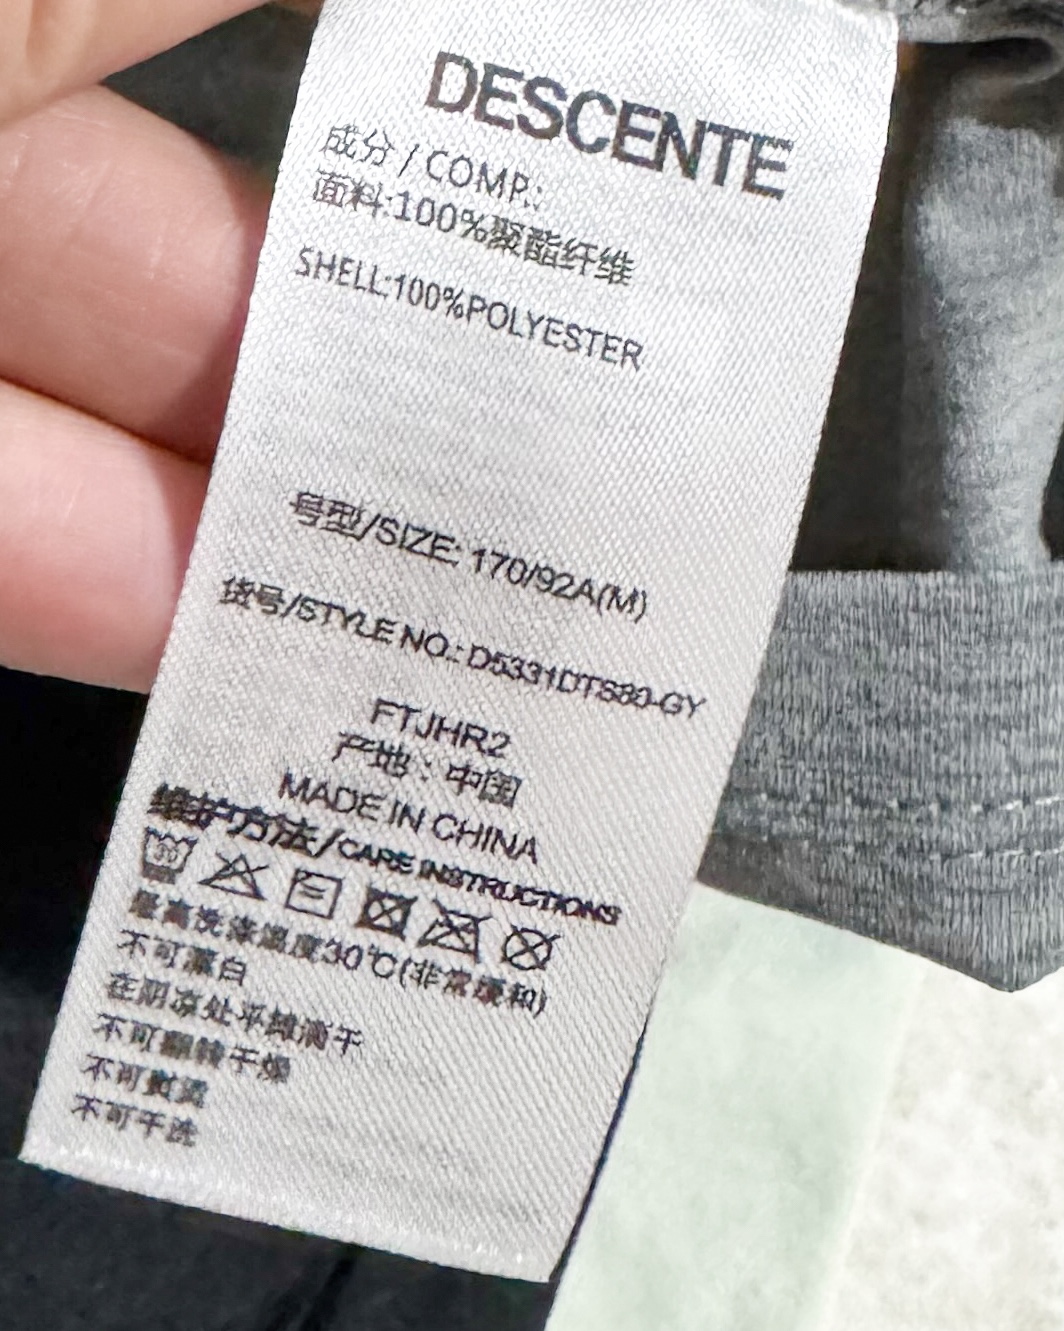 DESCENTE
成分 / COMP.:
面料:100%聚酯纤维
SHELL:100%POLYESTER
号型/SIZE: 170/92A(M)
货号/STYLE NO.: D5331DTS80-GY
FTJHR2
产地：中国
MADE IN CHINA
维护方法/CARE INSTRUCTIONS
30
最高洗涤温度30℃(非常缓和)
不可漂白
在阴凉处平摊滴干
不可翻转干燥
不可熨烫
不可干洗